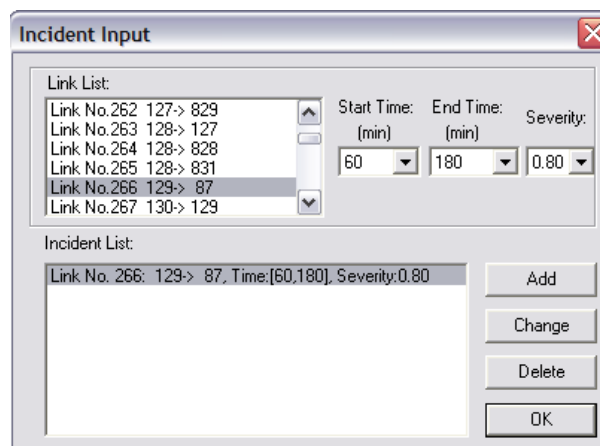 Incident Input
Link List:
Link No.262 127-> 829
Link No.263 128-> 127
Link No.264 128-> 828
Link No.265 128-> 831
Link No.266 129-> 87
Link No.267 130-> 129
Start Time:
(min)
60
End Time:
(min)
180
Severity:
0.80
Incident List:
Link No. 266: 129-> 87, Time:[60,180], Severity:0.80
Add
Change
Delete
OK